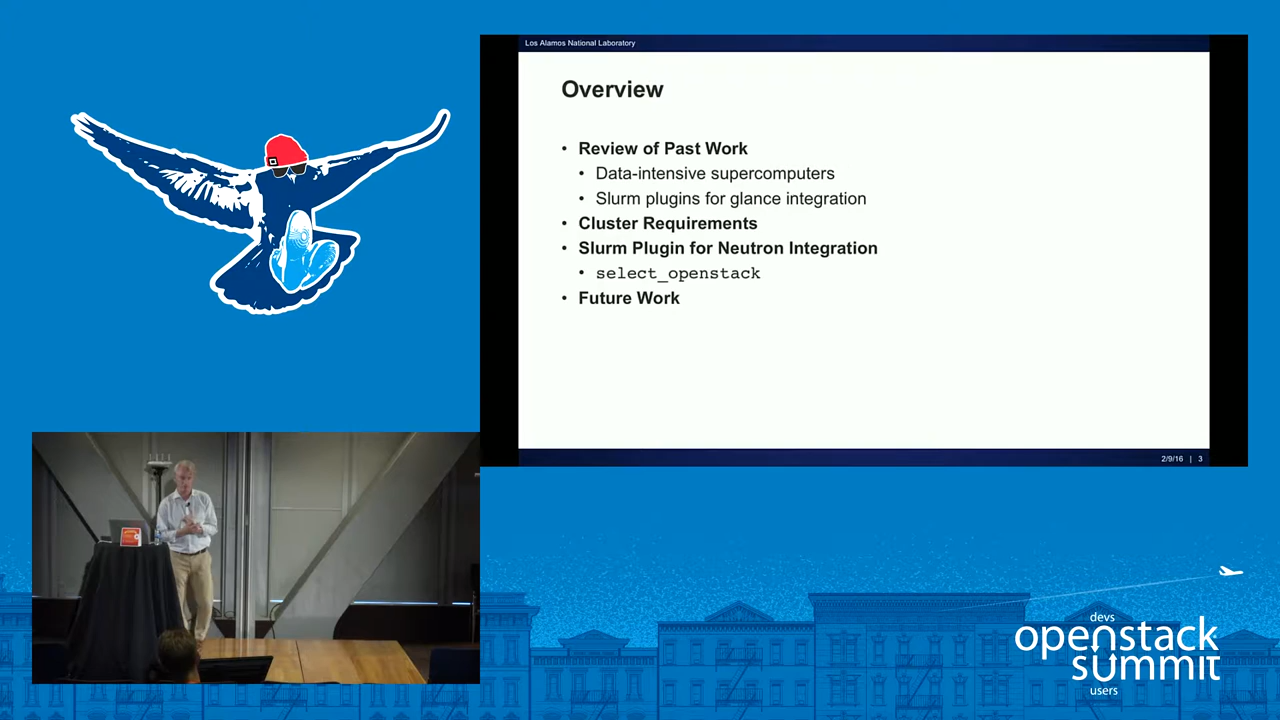 Los Alamos National Laboratory
Overview
• Review of Past Work
• Data-intensive supercomputers
• Slurm plugins for glance integration
• Cluster Requirements
• Slurm Plugin for Neutron Integration
• select_openstack
• Future Work
2/9/16 | 3
devs
openstack
summit
users